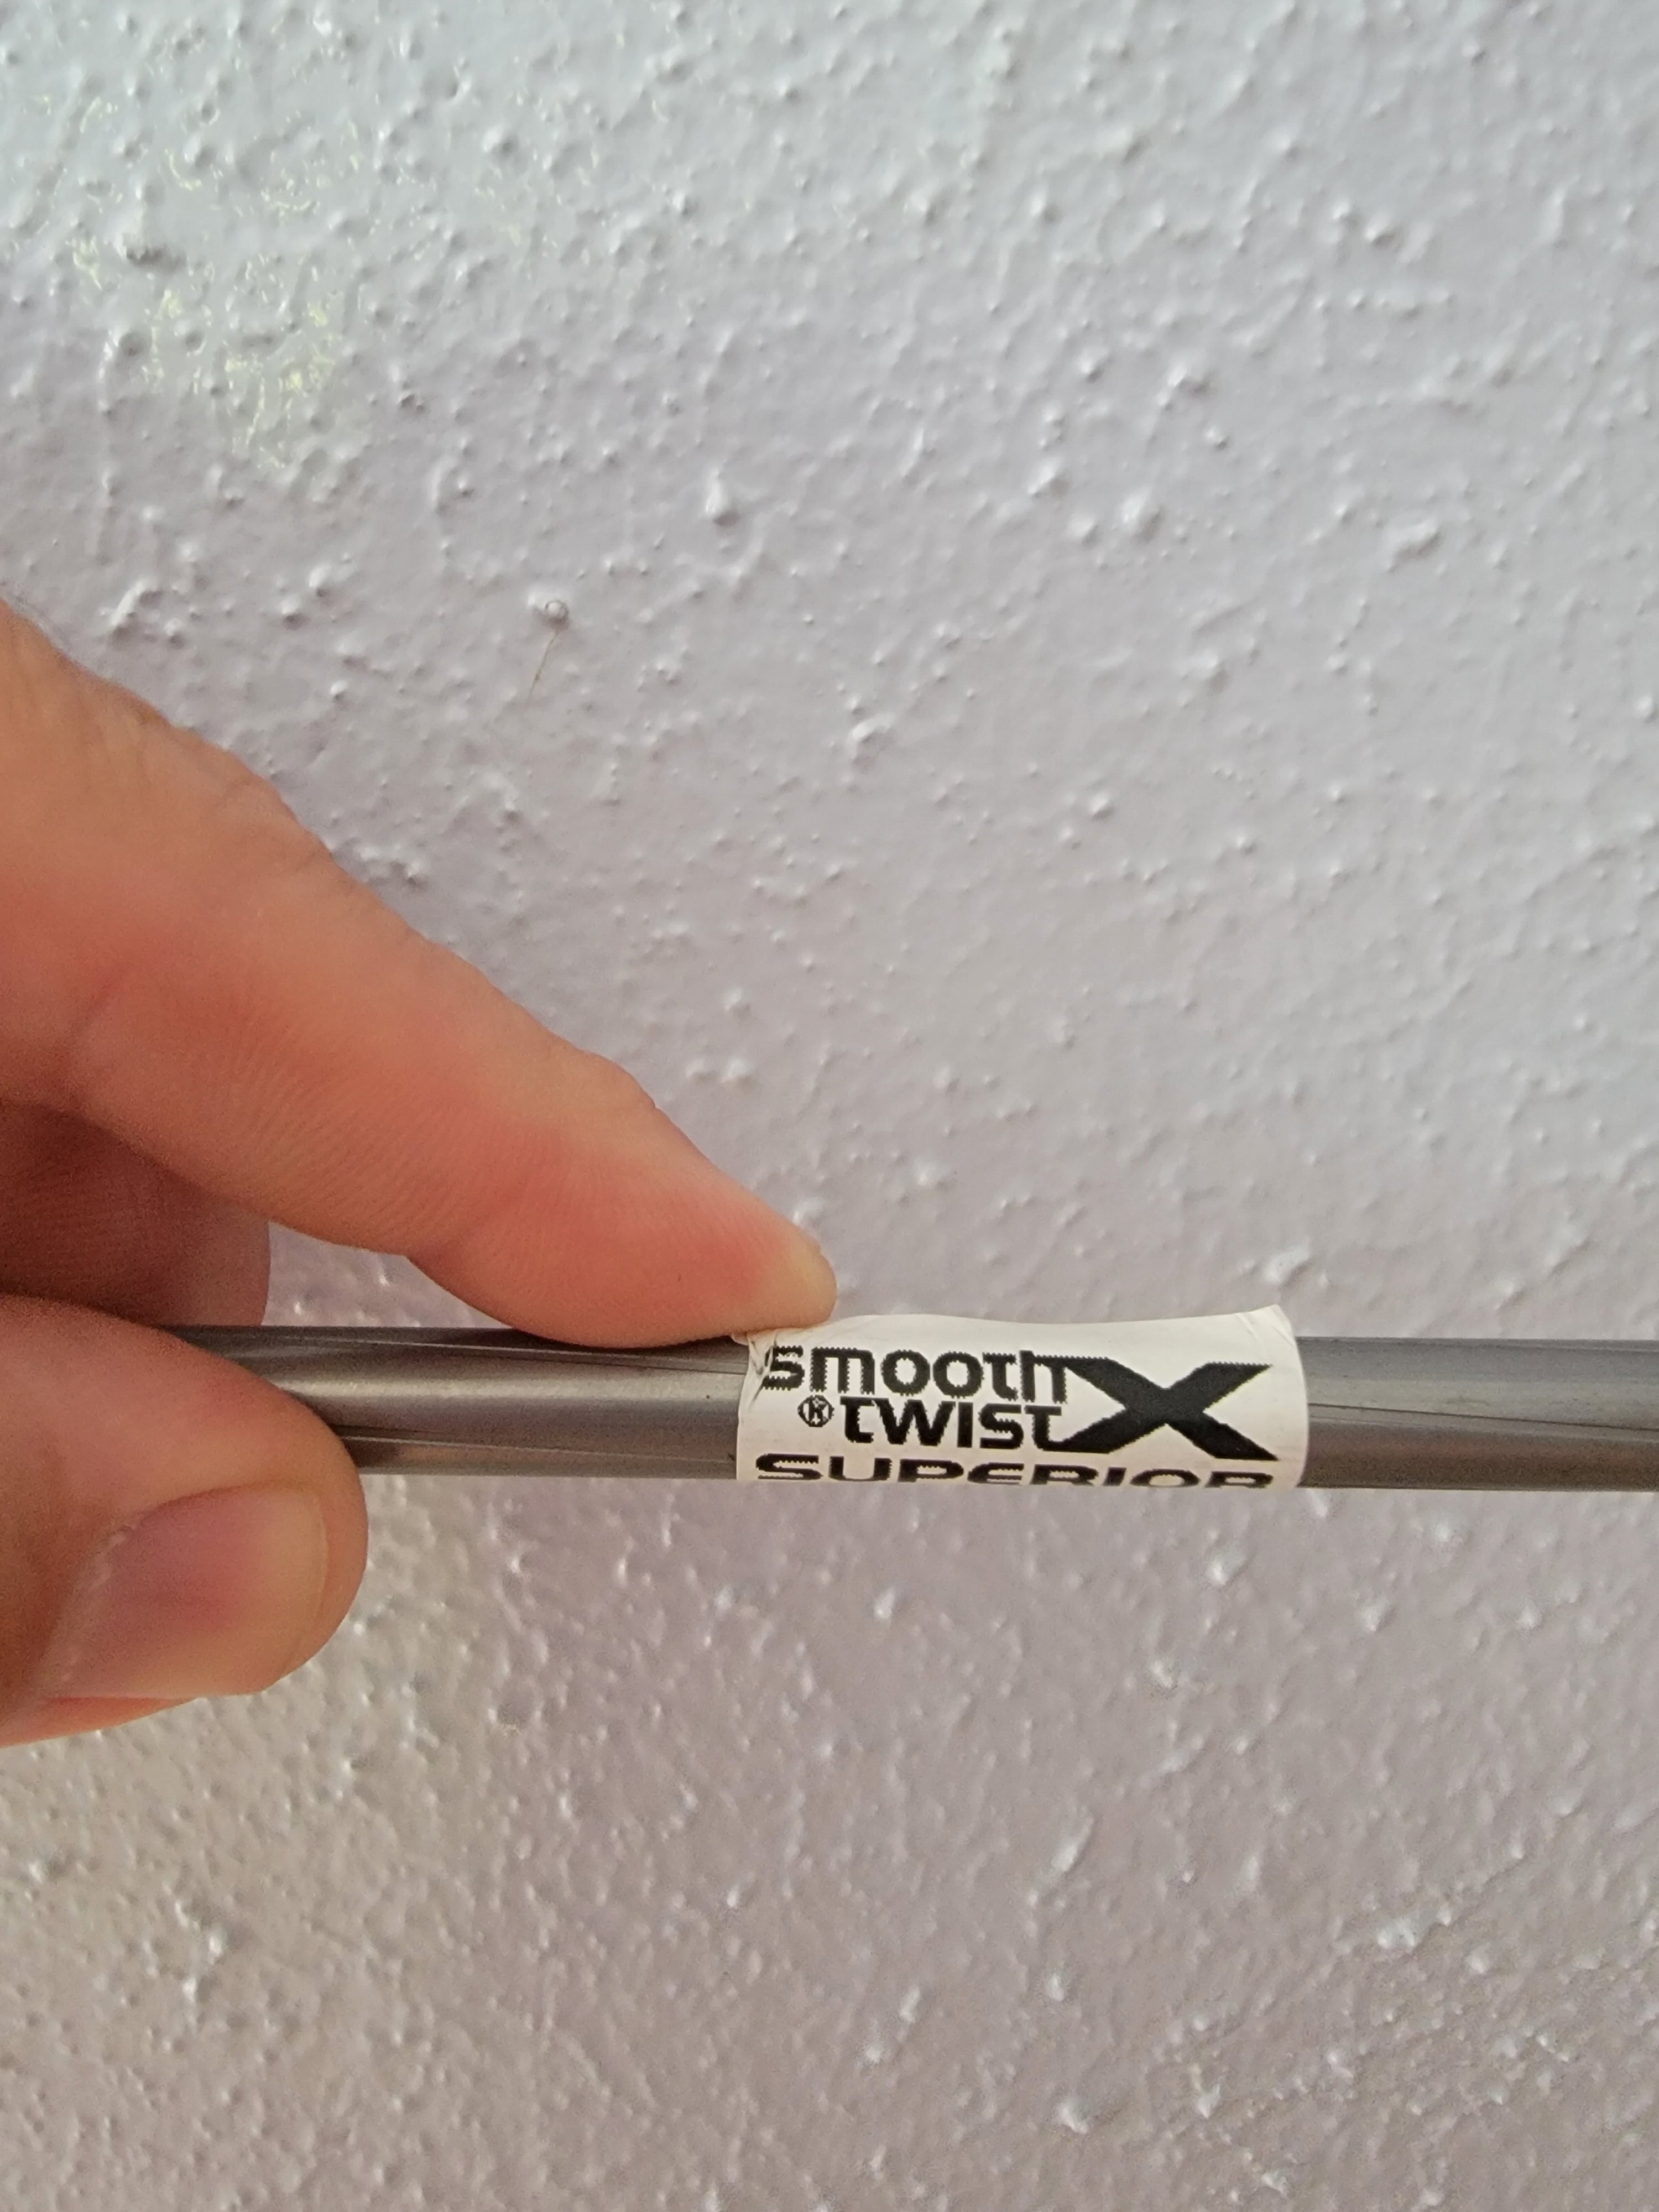 smooth X
® twist
SUPERIOR